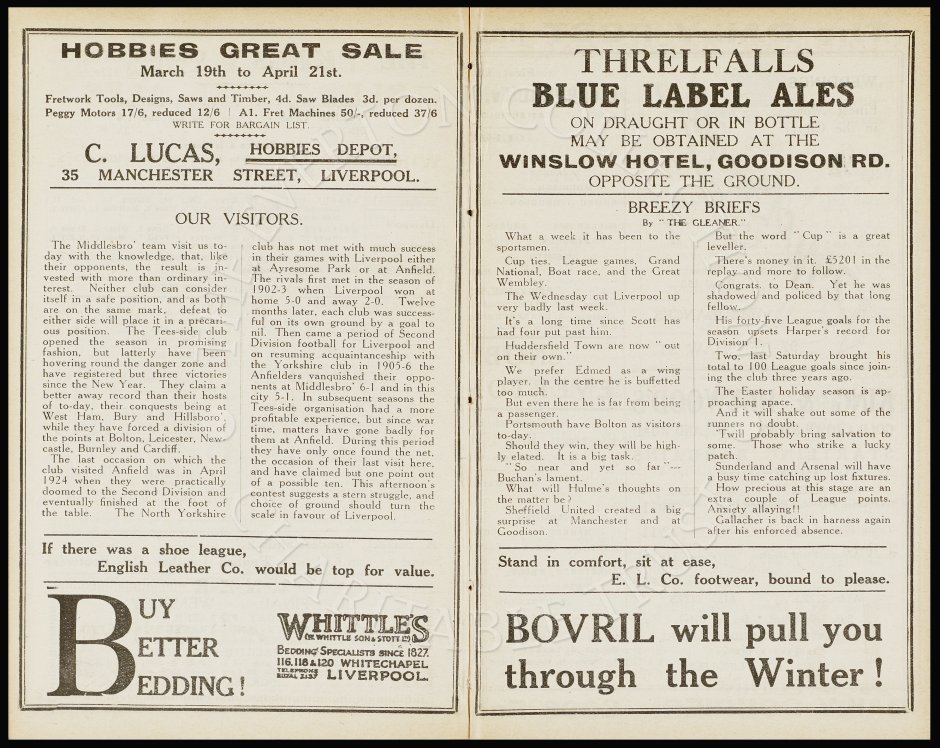 HOBBIES GREAT SALE
March 19th to April 21st.
Fretwork Tools, Designs, Saws and Timber, 4d. Saw Blades 3d. per dozen.
Peggy Motors 17/6, reduced 12/6 | A1. Fret Machines 50/-, reduced 37/6
WRITE FOR BARGAIN LIST.
C. LUCAS, HOBBIES DEPOT,
35 MANCHESTER STREET, LIVERPOOL.
OUR VISITORS.
The Middlesbro' team visit us to-
day with the knowledge, that, like
their opponents, the result is in-
vested with more than ordinary in-
terest. Neither club can consider
itself in a safe position, and as both
are on the same mark, defeat to
either side will place it in a precari-
ous position. The Tees-side club
opened the season in promising
fashion, but latterly have been
hovering round the danger zone and
have registered but three victories
since the New Year. They claim a
better away record than their hosts
of to-day, their conquests being at
West Ham, Bury and Hillsboro',
while they have forced a division of
the points at Bolton, Leicester, New-
castle, Burnley and Cardiff.
The last occasion on which the
club visited Anfield was in April
1924 when they were practically
doomed to the Second Division and
eventually finished at the foot of
the table. The North Yorkshire
club has not met with much success
in their games with Liverpool either
at Ayresome Park or at Anfield.
The rivals first met in the season of
1902-3 when Liverpool won at
home 5-0 and away 2-0. Twelve
months later, each club was success-
ful on its own ground by a goal to
nil. Then came a period of Second
Division football for Liverpool and
on resuming acquaintanceship with
the Yorkshire club in 1905-6 the
Anfielders vanquished their oppo-
nents at Middlesbro' 6-1 and in this
city 5-1. In subsequent seasons the
Tees-side organisation had a more
profitable experience, but since war
time, matters have gone badly for
them at Anfield. During this period
they have only once found the net,
the occasion of their last visit here,
and have claimed but one point out
of a possible ten. This afternoon's
contest suggests a stern struggle, and
choice of ground should turn the
scale in favour of Liverpool.
If there was a shoe league,
English Leather Co. would be top for value.
BUY
BETTER
BEDDING!
WHITTLE'S
(R. WHITTLE SON & STOTT LTD)
BEDDING SPECIALISTS SINCE 1827.
116, 118 & 120 WHITECHAPEL
TELEPHONE
ROYAL 3137 LIVERPOOL.
THRELFALLS
BLUE LABEL ALES
ON DRAUGHT OR IN BOTTLE
MAY BE OBTAINED AT THE
WINSLOW HOTEL, GOODISON RD.
OPPOSITE THE GROUND.
BREEZY BRIEFS
By "THE GLEANER."
What a week it has been to the
sportsmen.
Cup ties, League games, Grand
National, Boat race, and the Great
Wembley.
The Wednesday cut Liverpool up
very badly last week.
It's a long time since Scott has
had four put past him.
Huddersfield Town are now "out
on their own."
We prefer Edmed as a wing
player. In the centre he is buffetted
too much.
But even there he is far from being
a passenger.
Portsmouth have Bolton as visitors
to-day.
Should they win, they will be high-
ly elated. It is a big task.
"So near and yet so far"---
Buchan's lament.
What will Hulme's thoughts on
the matter be?
Sheffield United created a big
surprise at Manchester and at
Goodison.
But the word "Cup" is a great
leveller.
There's money in it. £5201 in the
replay and more to follow.
Congrats. to Dean. Yet he was
shadowed and policed by that long
fellow.
His forty-five League goals for the
season upsets Harper's record for
Division 1.
Two, last Saturday brought his
total to 100 League goals since join-
ing the club three years ago.
The Easter holiday season is ap-
proaching apace.
And it will shake out some of the
runners no doubt.
'Twill probably bring salvation to
some. Those who strike a lucky
patch.
Sunderland and Arsenal will have
a busy time catching up lost fixtures.
How precious at this stage are an
extra couple of League points.
Anxiety allaying!!
Gallacher is back in harness again
after his enforced absence.
Stand in comfort, sit at ease,
E. L. Co. footwear, bound to please.
BOVRIL will pull you
through the Winter!